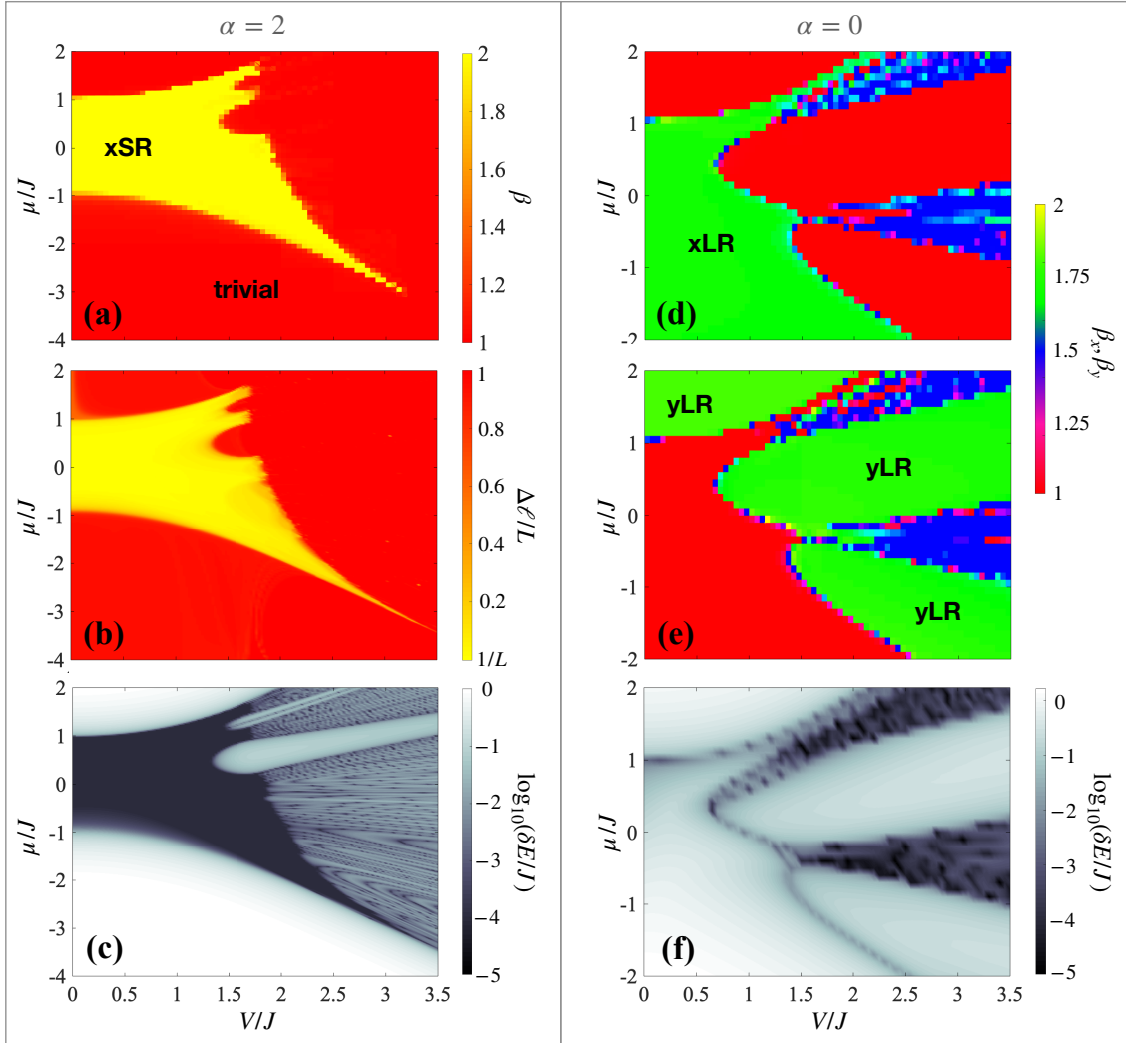 α = 2
2
1
0
-1
-2
-3
-4
μ/J
xSR
trivial
(a)
2
1.8
1.6
1.4
1.2
1
β
2
1
0
-1
-2
-3
-4
μ/J
(b)
1
0.8
0.6
0.4
0.2
1/L
Δℓ/L
2
1
0
-1
-2
-3
-4
μ/J
(c)
0
0.5
1
1.5
2
2.5
3
3.5
V/J
0
−1
−2
−3
−4
−5
log₁₀(δE/J)
α = 0
2
1
0
-1
-2
μ/J
xLR
(d)
2
1.75
1.5
1.25
1
βₓ, βᵧ
2
1
0
-1
-2
μ/J
yLR
yLR
yLR
(e)
2
1
0
-1
-2
μ/J
(f)
0
0.5
1
1.5
2
2.5
3
3.5
V/J
0
−1
−2
−3
−4
−5
log₁₀(δE/J)